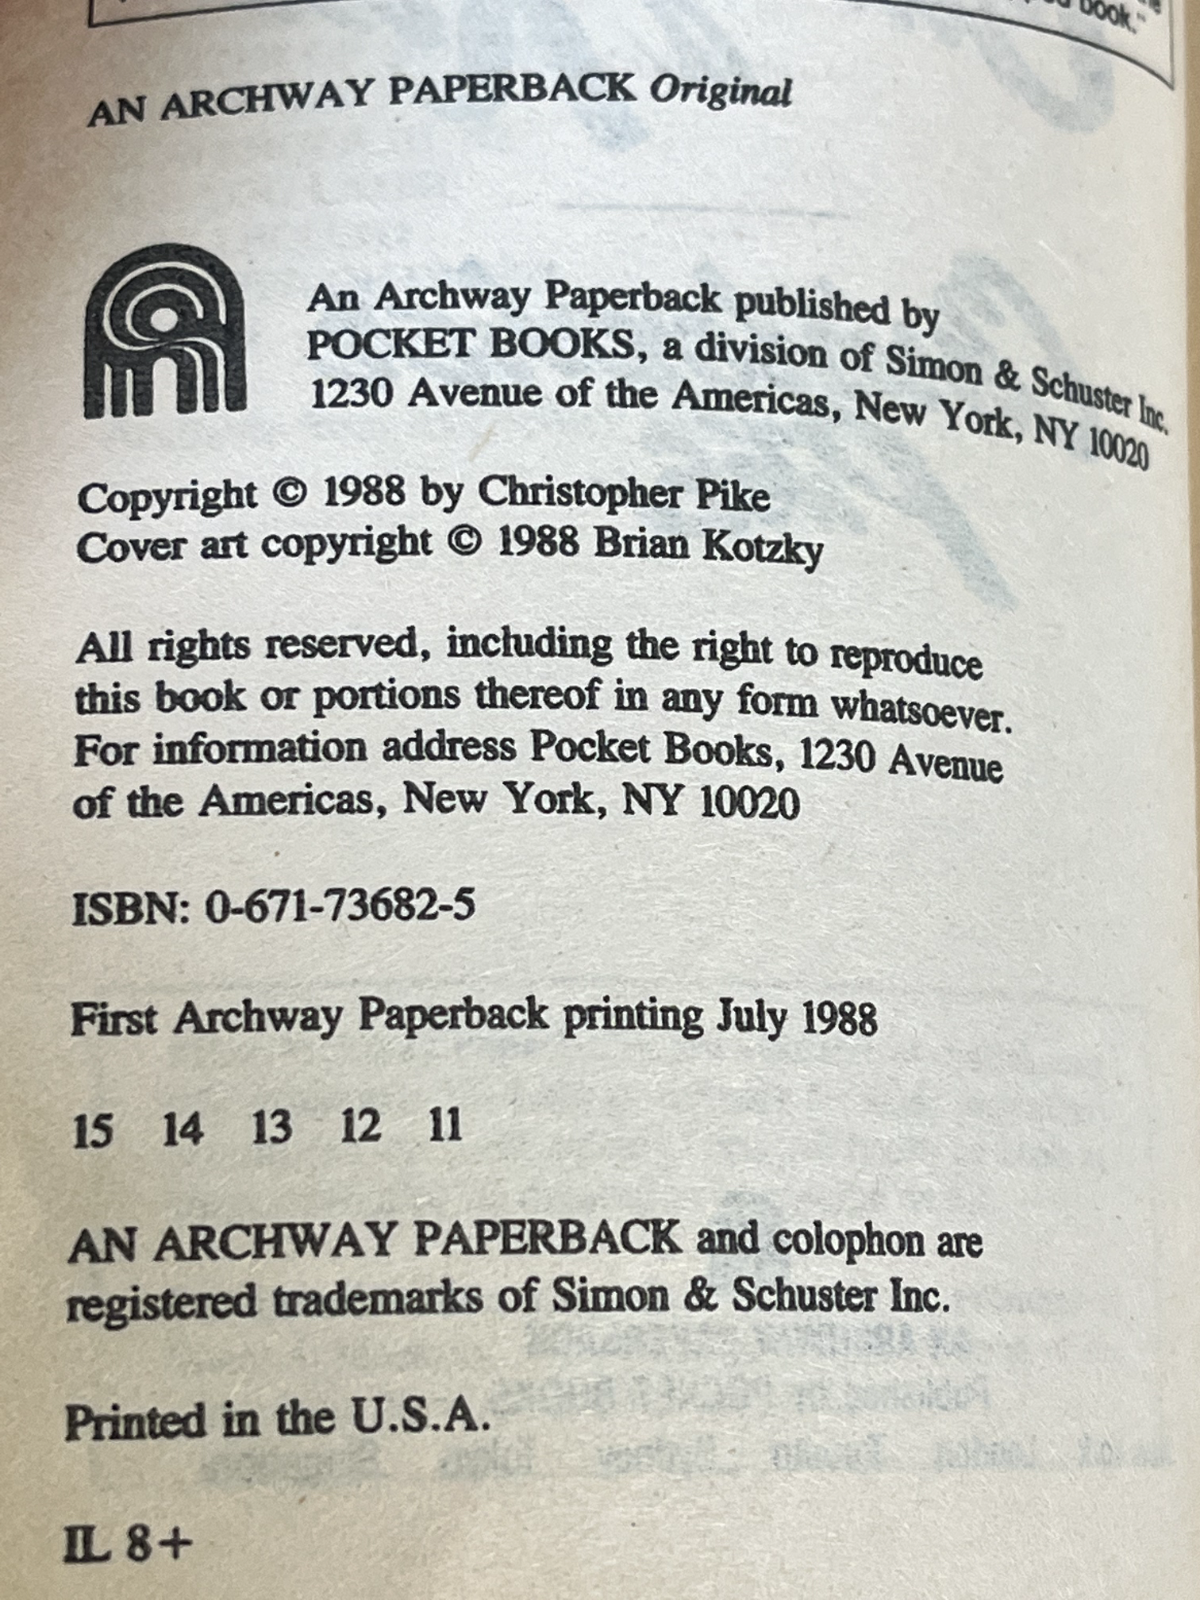 book."
AN ARCHWAY PAPERBACK Original
An Archway Paperback published by
POCKET BOOKS, a division of Simon & Schuster Inc.
1230 Avenue of the Americas, New York, NY 10020
Copyright © 1988 by Christopher Pike
Cover art copyright © 1988 Brian Kotzky
All rights reserved, including the right to reproduce
this book or portions thereof in any form whatsoever.
For information address Pocket Books, 1230 Avenue
of the Americas, New York, NY 10020
ISBN: 0-671-73682-5
First Archway Paperback printing July 1988
15 14 13 12 11
AN ARCHWAY PAPERBACK and colophon are
registered trademarks of Simon & Schuster Inc.
Printed in the U.S.A.
IL 8+